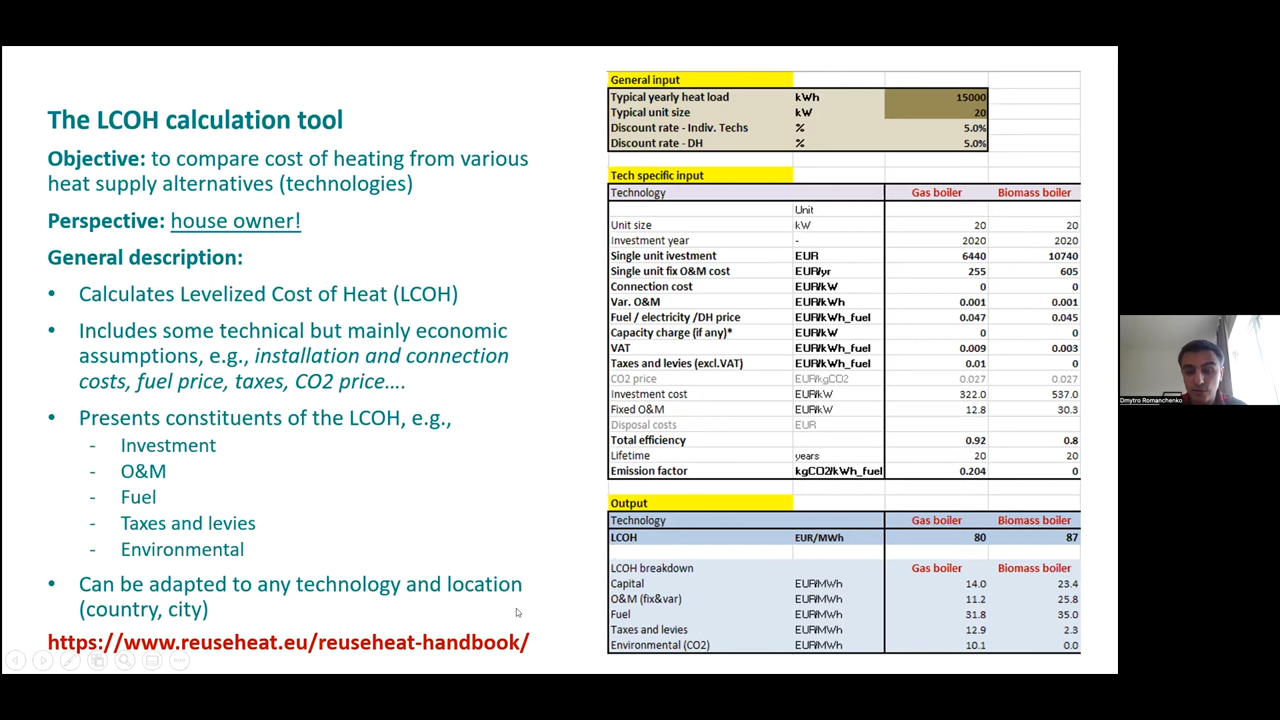 The LCOH calculation tool
Objective: to compare cost of heating from various
heat supply alternatives (technologies)
Perspective: house owner!
General description:
• Calculates Levelized Cost of Heat (LCOH)
• Includes some technical but mainly economic
assumptions, e.g., installation and connection
costs, fuel price, taxes, CO2 price....
• Presents constituents of the LCOH, e.g.,
- Investment
- O&M
- Fuel
- Taxes and levies
- Environmental
• Can be adapted to any technology and location
(country, city)
https://www.reuseheat.eu/reuseheat-handbook/
General input
Typical yearly heat load kWh 15000
Typical unit size kW 20
Discount rate - Indiv. Techs % 5.0%
Discount rate - DH % 5.0%
Tech specific input
Technology Gas boiler Biomass boiler
Unit
Unit size kW 20 20
Investment year - 2020 2020
Single unit ivestment EUR 6440 10740
Single unit fix O&M cost EUR/yr 255 605
Connection cost EUR/kW 0 0
Var. O&M EUR/kWh 0.001 0.001
Fuel / electricity /DH price EUR/kWh_fuel 0.047 0.045
Capacity charge (if any)* EUR/kW 0 0
VAT EUR/kWh_fuel 0.009 0.003
Taxes and levies (excl.VAT) EUR/kWh_fuel 0.01 0
CO2 price EUR/kgCO2 0.027 0.027
Investment cost EUR/kW 322.0 537.0
Fixed O&M EUR/kW 12.8 30.3
Disposal costs EUR
Total efficiency 0.92 0.8
Lifetime years 20 20
Emission factor kgCO2/kWh_fuel 0.204 0
Output
Technology Gas boiler Biomass boiler
LCOH EUR/MWh 80 87
LCOH breakdown Gas boiler Biomass boiler
Capital EUR/MWh 14.0 23.4
O&M (fix&var) EUR/MWh 11.2 25.8
Fuel EUR/MWh 31.8 35.0
Taxes and levies EUR/MWh 12.9 2.3
Environmental (CO2) EUR/MWh 10.1 0.0
Dmytro Romanchenko